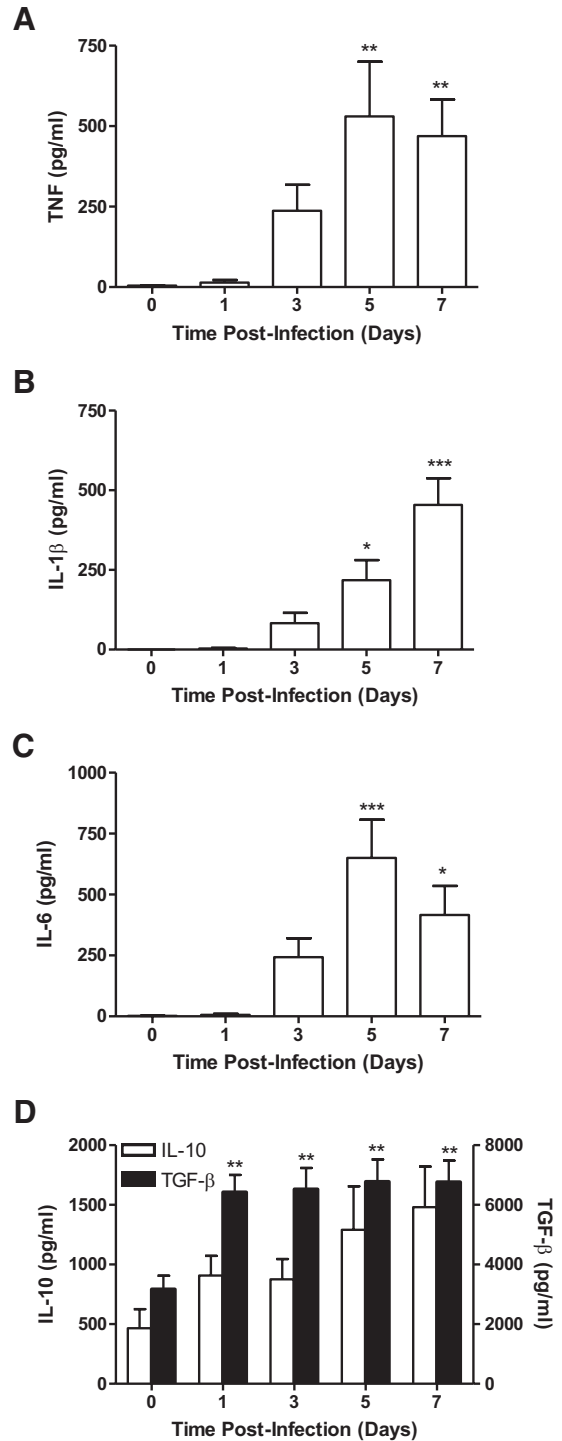 A
750
500
250
0
TNF (pg/ml)
**
**
0 1 3 5 7
Time Post-Infection (Days)
B
750
500
250
0
IL-1β (pg/ml)
*
***
0 1 3 5 7
Time Post-Infection (Days)
C
1000
750
500
250
0
IL-6 (pg/ml)
***
*
0 1 3 5 7
Time Post-Infection (Days)
D
2000
1500
1000
500
0
IL-10 (pg/ml)
IL-10
TGF-β
** ** ** **
8000
6000
4000
2000
0
TGF-β (pg/ml)
0 1 3 5 7
Time Post-Infection (Days)